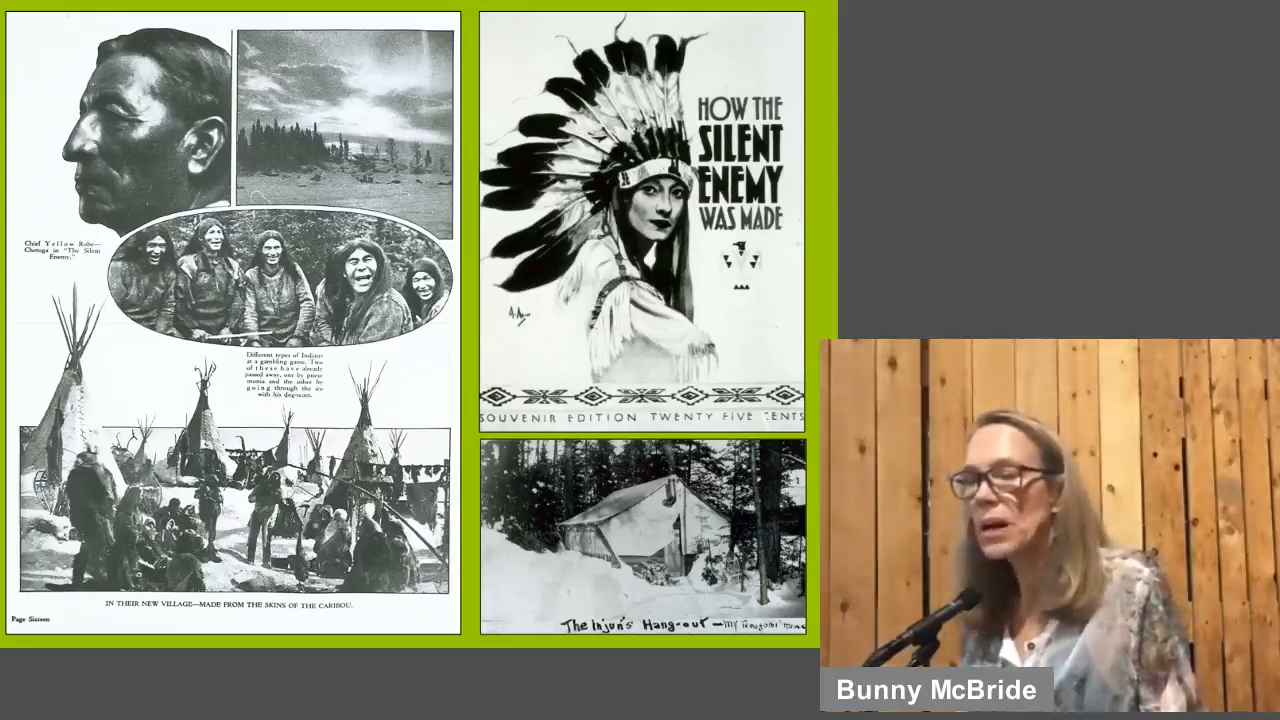 Chief Yellow Robe—
Chetoga in "The Silent
Enemy."
Different types of Indians
at a gambling game. Two
of these have already
passed away, one by pneu-
monia and the other by
going through the ice
with his dog-team.
IN THEIR NEW VILLAGE—MADE FROM THE SKINS OF THE CARIBOU.
Page Sixteen
HOW THE
SILENT
ENEMY
WAS MADE
SOUVENIR EDITION TWENTY FIVE CENTS
The Injun's Hang-out — My
Bunny McBride